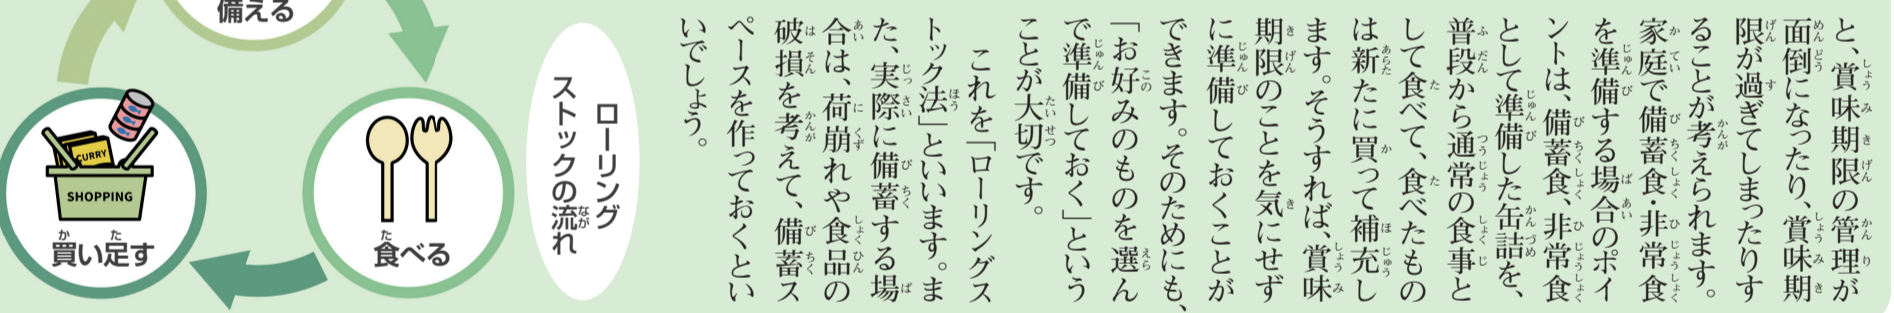 と、賞味期限の管理が
面倒になったり、賞味期
限が過ぎてしまったりす
ることが考えられます。
家庭で備蓄食・非常食
を準備する場合のポイ
ントは、備蓄食、非常食
として準備した缶詰を、
普段から通常の食事と
して食べて、食べたもの
は新たに買って補充し
ます。そうすれば、賞味
期限のことを気にせず
に準備しておくことが
できます。そのためにも、
「お好みのものを選ん
で準備しておく」という
ことが大切です。
これを「ローリングス
トック法」といいます。ま
た、実際に備蓄する場
合は、荷崩れや食品の
破損を考えて、備蓄ス
ペースを作っておくとい
いでしょう。
ローリング
ストックの流れ
備える
食べる
買い足す
CURRY
SHOPPING